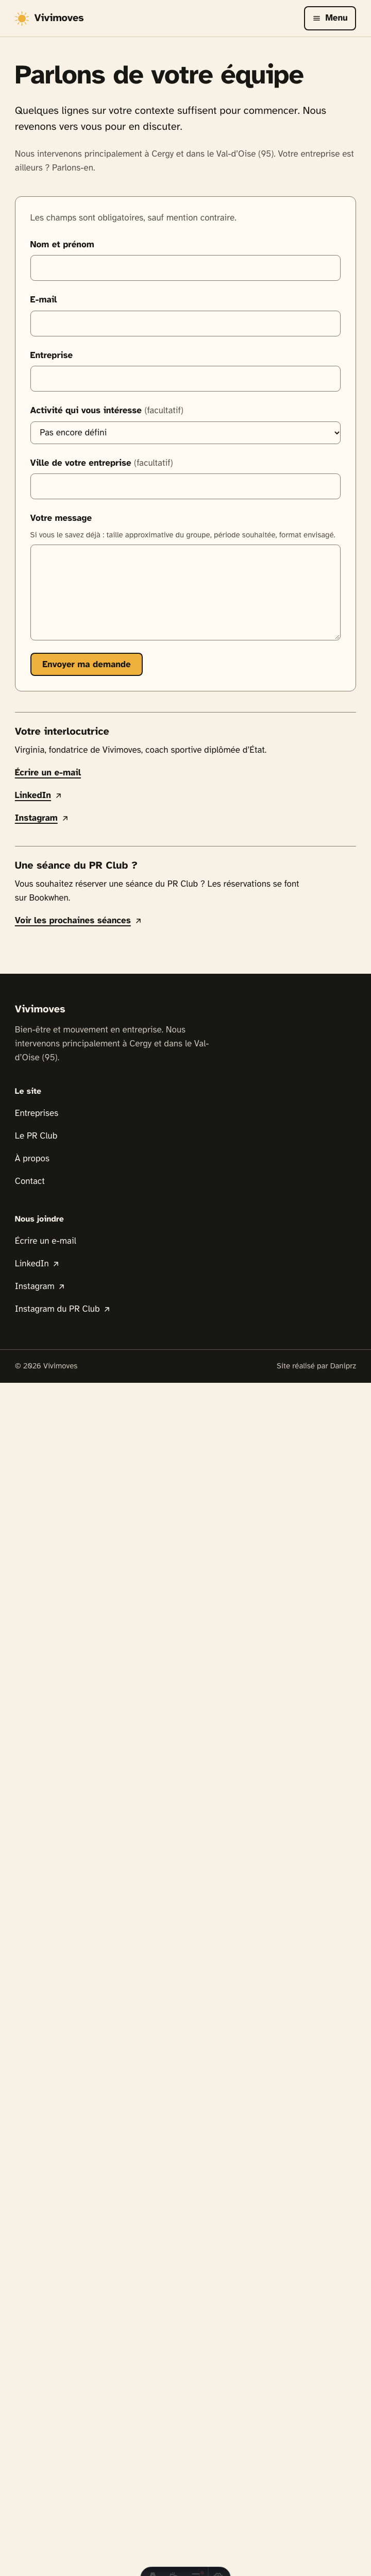 Vivimoves
Menu
Parlons de votre équipe
Quelques lignes sur votre contexte suffisent pour commencer. Nous
revenons vers vous pour en discuter.
Nous intervenons principalement à Cergy et dans le Val-d’Oise (95). Votre entreprise est
ailleurs ? Parlons-en.
Les champs sont obligatoires, sauf mention contraire.
Nom et prénom
E-mail
Entreprise
Activité qui vous intéresse (facultatif)
Pas encore défini
Ville de votre entreprise (facultatif)
Votre message
Si vous le savez déjà : taille approximative du groupe, période souhaitée, format envisagé.
Envoyer ma demande
Votre interlocutrice
Virginia, fondatrice de Vivimoves, coach sportive diplômée d’État.
Écrire un e-mail
LinkedIn
Instagram
Une séance du PR Club ?
Vous souhaitez réserver une séance du PR Club ? Les réservations se font
sur Bookwhen.
Voir les prochaines séances
Vivimoves
Bien-être et mouvement en entreprise. Nous
intervenons principalement à Cergy et dans le Val-
d’Oise (95).
Le site
Entreprises
Le PR Club
À propos
Contact
Nous joindre
Écrire un e-mail
LinkedIn
Instagram
Instagram du PR Club
© 2026 Vivimoves
Site réalisé par Daniprz